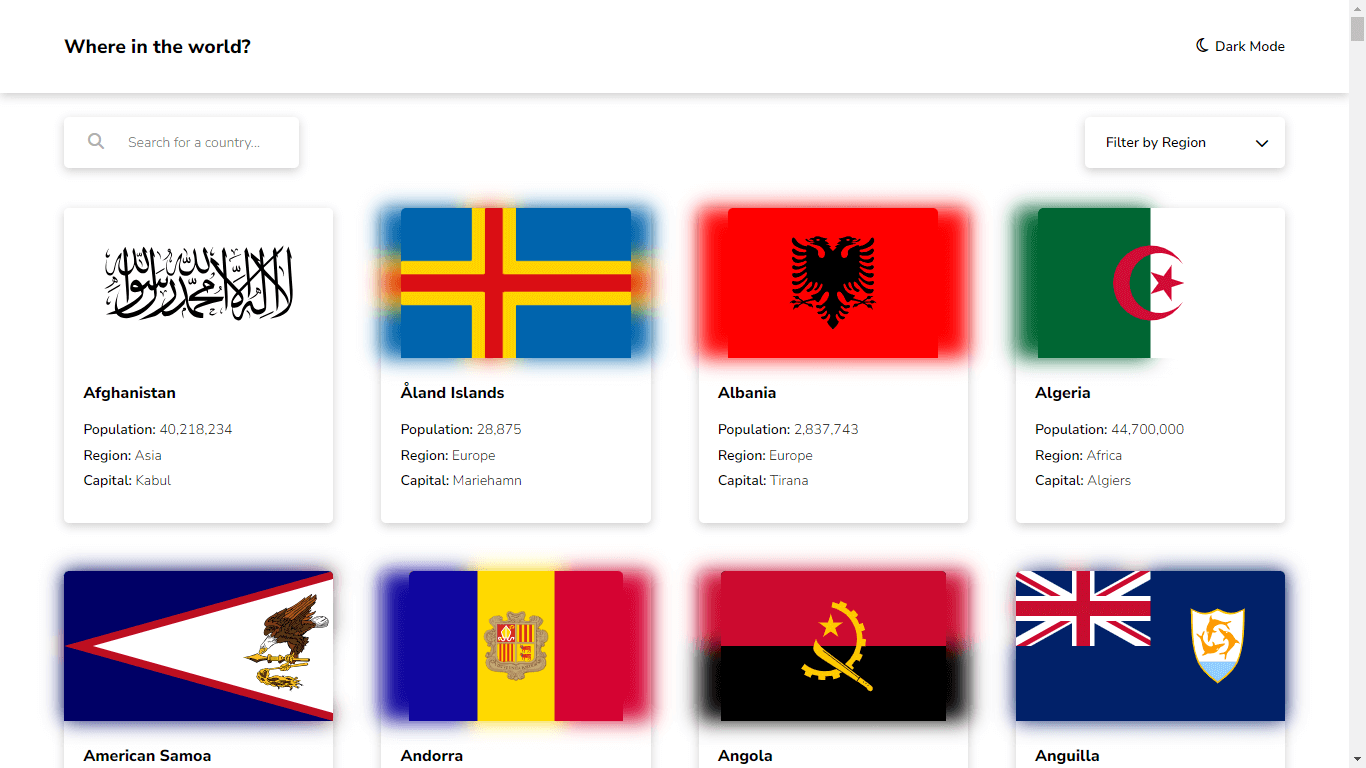 Where in the world?
Dark Mode
Search for a country...
Filter by Region
لا إله إلا الله محمد رسول الله
Afghanistan
Population: 40,218,234
Region: Asia
Capital: Kabul
Åland Islands
Population: 28,875
Region: Europe
Capital: Mariehamn
Albania
Population: 2,837,743
Region: Europe
Capital: Tirana
Algeria
Population: 44,700,000
Region: Africa
Capital: Algiers
American Samoa
Andorra
Angola
Anguilla